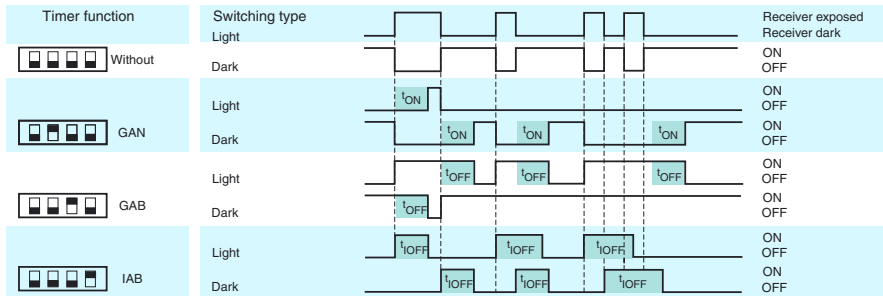 Timer function Switching type Receiver exposed
Light Receiver dark
Without ON
Dark OFF
tON ON
Light OFF
GAN tON tON tON ON
Dark OFF
Light tOFF tOFF tOFF ON
OFF
GAB tOFF ON
Dark OFF
Light tIOFF tIOFF tIOFF ON
OFF
IAB tIOFF tIOFF tIOFF ON
Dark OFF